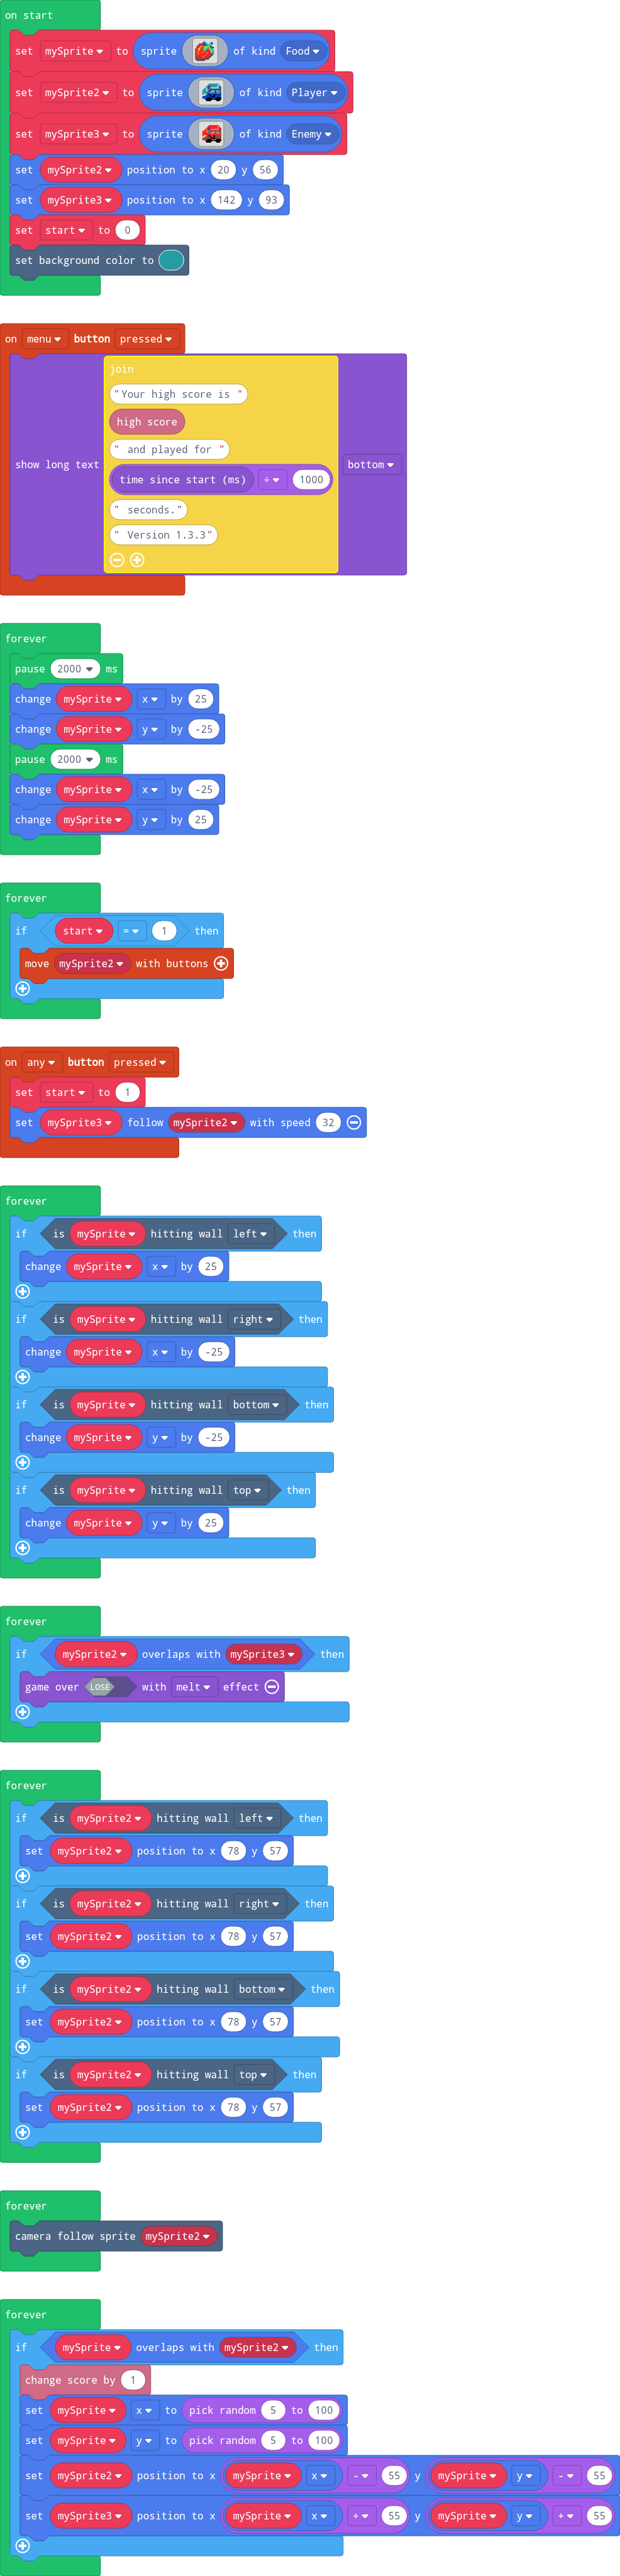 on start
set mySprite to sprite of kind Food
set mySprite2 to sprite of kind Player
set mySprite3 to sprite of kind Enemy
set mySprite2 position to x 20 y 56
set mySprite3 position to x 142 y 93
set start to 0
set background color to
on menu button pressed
join
"Your high score is "
high score
" and played for "
show long text bottom
time since start (ms) ÷ 1000
" seconds."
" Version 1.3.3"
forever
pause 2000 ms
change mySprite x by 25
change mySprite y by -25
pause 2000 ms
change mySprite x by -25
change mySprite y by 25
forever
if start = 1 then
move mySprite2 with buttons
on any button pressed
set start to 1
set mySprite3 follow mySprite2 with speed 32
forever
if is mySprite hitting wall left then
change mySprite x by 25
if is mySprite hitting wall right then
change mySprite x by -25
if is mySprite hitting wall bottom then
change mySprite y by -25
if is mySprite hitting wall top then
change mySprite y by 25
forever
if mySprite2 overlaps with mySprite3 then
game over LOSE with melt effect
forever
if is mySprite2 hitting wall left then
set mySprite2 position to x 78 y 57
if is mySprite2 hitting wall right then
set mySprite2 position to x 78 y 57
if is mySprite2 hitting wall bottom then
set mySprite2 position to x 78 y 57
if is mySprite2 hitting wall top then
set mySprite2 position to x 78 y 57
forever
camera follow sprite mySprite2
forever
if mySprite overlaps with mySprite2 then
change score by 1
set mySprite x to pick random 5 to 100
set mySprite y to pick random 5 to 100
set mySprite2 position to x mySprite x - 55 y mySprite y - 55
set mySprite3 position to x mySprite x + 55 y mySprite y + 55